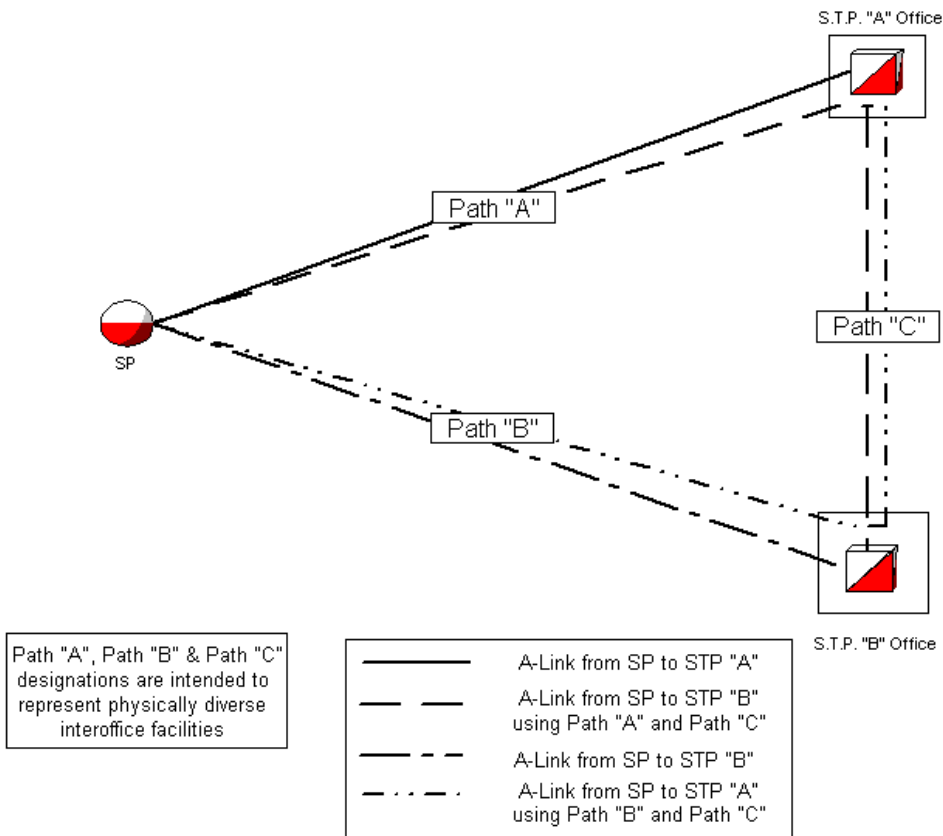 S.T.P. "A" Office
Path "A"
SP
Path "C"
Path "B"
S.T.P. "B" Office
Path "A", Path "B" & Path "C"
designations are intended to
represent physically diverse
interoffice facilities
A-Link from SP to STP "A"
A-Link from SP to STP "B"
using Path "A" and Path "C"
A-Link from SP to STP "B"
A-Link from SP to STP "A"
using Path "B" and Path "C"